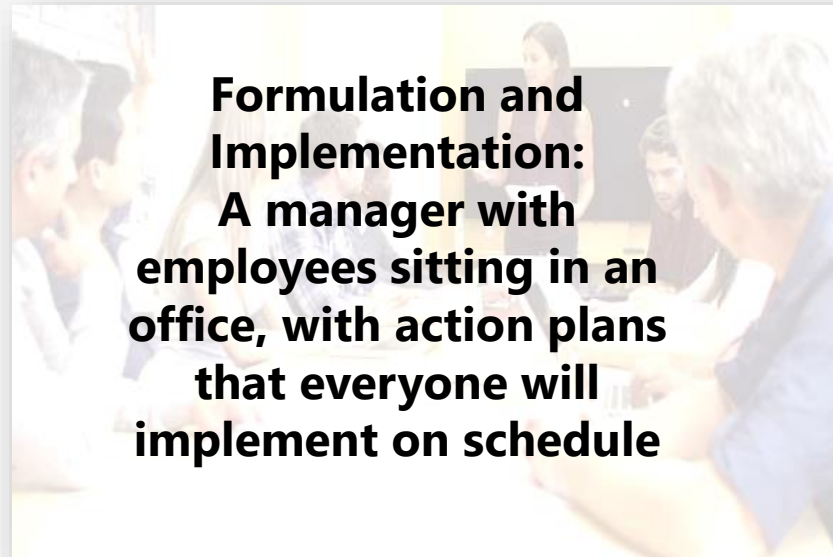 Formulation and
Implementation:
A manager with
employees sitting in an
office, with action plans
that everyone will
implement on schedule